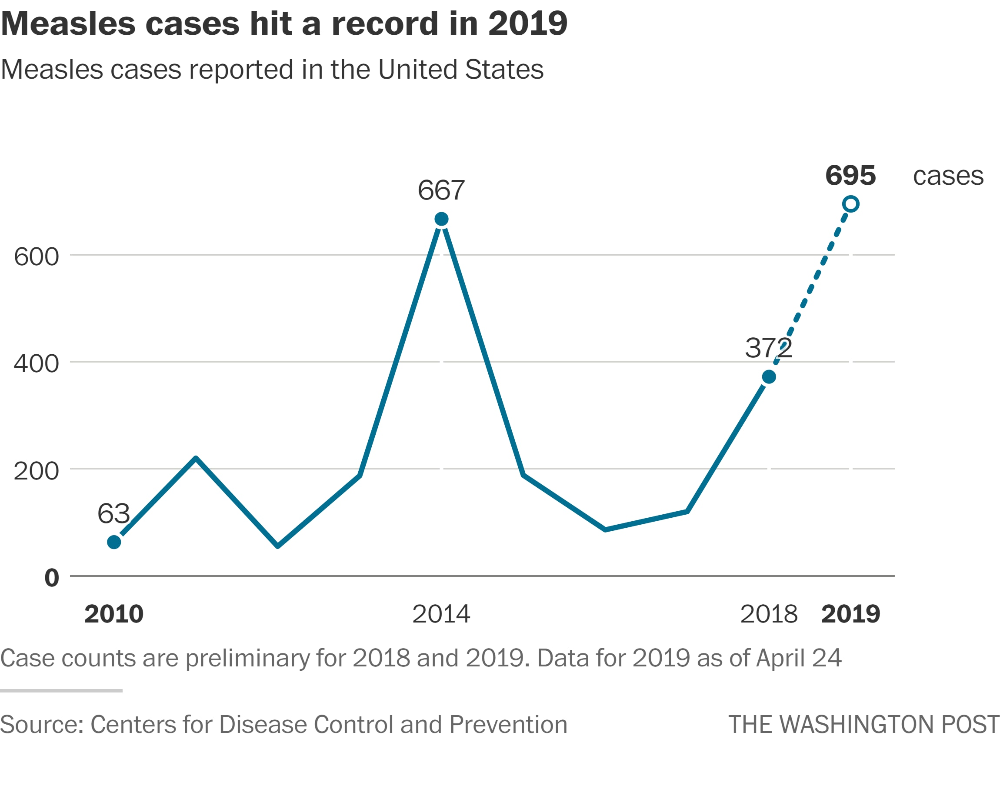 Measles cases hit a record in 2019
Measles cases reported in the United States
695 cases
667
600
372
400
200
63
0
2010 2014 2018 2019
Case counts are preliminary for 2018 and 2019. Data for 2019 as of April 24
Source: Centers for Disease Control and Prevention THE WASHINGTON POST